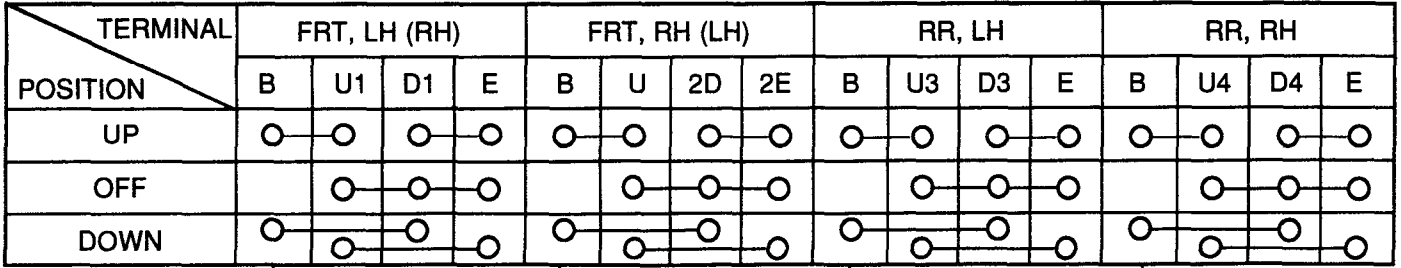 TERMINAL FRT, LH (RH) FRT, RH (LH) RR, LH RR, RH
POSITION B U1 D1 E B U 2D 2E B U3 D3 E B U4 D4 E
UP
OFF
DOWN